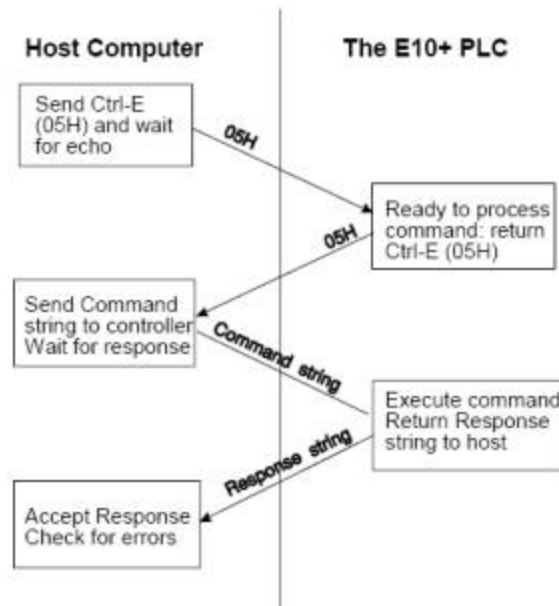 Host Computer
The E10+ PLC
Send Ctrl-E
(05H) and wait
for echo
05H
Ready to process
command: return
Ctrl-E (05H)
05H
Send Command
string to controller
Wait for response
Command string
Execute command
Return Response
string to host
Response string
Accept Response
Check for errors